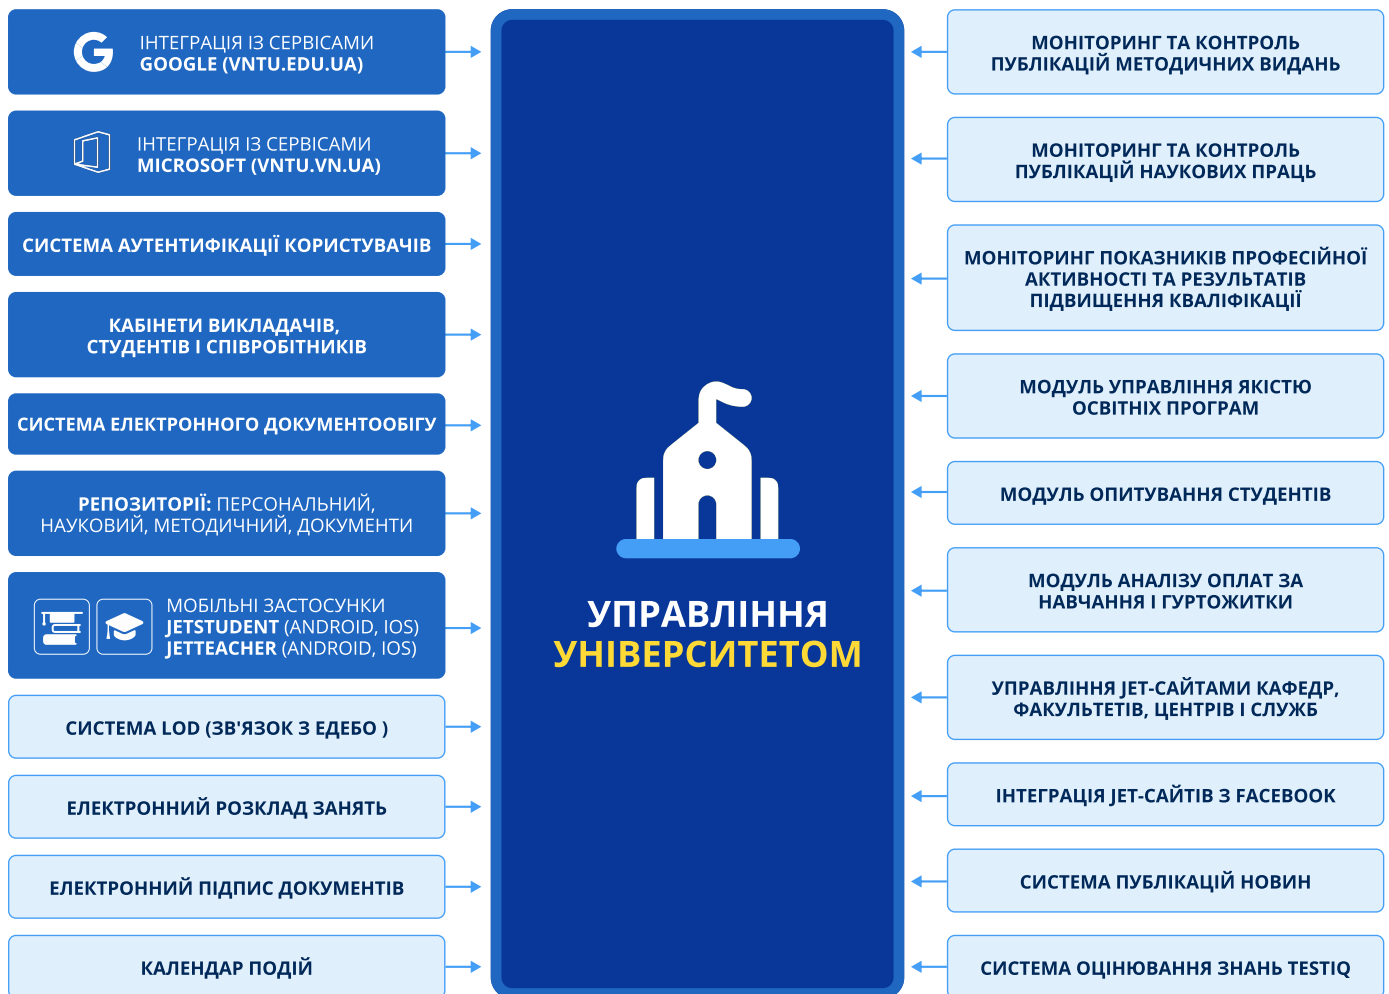 ІНТЕГРАЦІЯ ІЗ СЕРВІСАМИ
GOOGLE (VNTU.EDU.UA)
ІНТЕГРАЦІЯ ІЗ СЕРВІСАМИ
MICROSOFT (VNTU.VN.UA)
СИСТЕМА АУТЕНТИФІКАЦІЇ КОРИСТУВАЧІВ
КАБІНЕТИ ВИКЛАДАЧІВ,
СТУДЕНТІВ І СПІВРОБІТНИКІВ
СИСТЕМА ЕЛЕКТРОННОГО ДОКУМЕНТООБІГУ
РЕПОЗИТОРІЇ: ПЕРСОНАЛЬНИЙ,
НАУКОВИЙ, МЕТОДИЧНИЙ, ДОКУМЕНТИ
МОБІЛЬНІ ЗАСТОСУНКИ
JETSTUDENT (ANDROID, IOS)
JETTEACHER (ANDROID, IOS)
СИСТЕМА LOD (ЗВ'ЯЗОК З ЕДЕБО )
ЕЛЕКТРОННИЙ РОЗКЛАД ЗАНЯТЬ
ЕЛЕКТРОННИЙ ПІДПИС ДОКУМЕНТІВ
КАЛЕНДАР ПОДІЙ
УПРАВЛІННЯ
УНІВЕРСИТЕТОМ
МОНІТОРИНГ ТА КОНТРОЛЬ
ПУБЛІКАЦІЙ МЕТОДИЧНИХ ВИДАНЬ
МОНІТОРИНГ ТА КОНТРОЛЬ
ПУБЛІКАЦІЙ НАУКОВИХ ПРАЦЬ
МОНІТОРИНГ ПОКАЗНИКІВ ПРОФЕСІЙНОЇ
АКТИВНОСТІ ТА РЕЗУЛЬТАТІВ
ПІДВИЩЕННЯ КВАЛІФІКАЦІЇ
МОДУЛЬ УПРАВЛІННЯ ЯКІСТЮ
ОСВІТНІХ ПРОГРАМ
МОДУЛЬ ОПИТУВАННЯ СТУДЕНТІВ
МОДУЛЬ АНАЛІЗУ ОПЛАТ ЗА
НАВЧАННЯ І ГУРТОЖИТКИ
УПРАВЛІННЯ JET-САЙТАМИ КАФЕДР,
ФАКУЛЬТЕТІВ, ЦЕНТРІВ І СЛУЖБ
ІНТЕГРАЦІЯ JET-САЙТІВ З FACEBOOK
СИСТЕМА ПУБЛІКАЦІЙ НОВИН
СИСТЕМА ОЦІНЮВАННЯ ЗНАНЬ TESTIQ